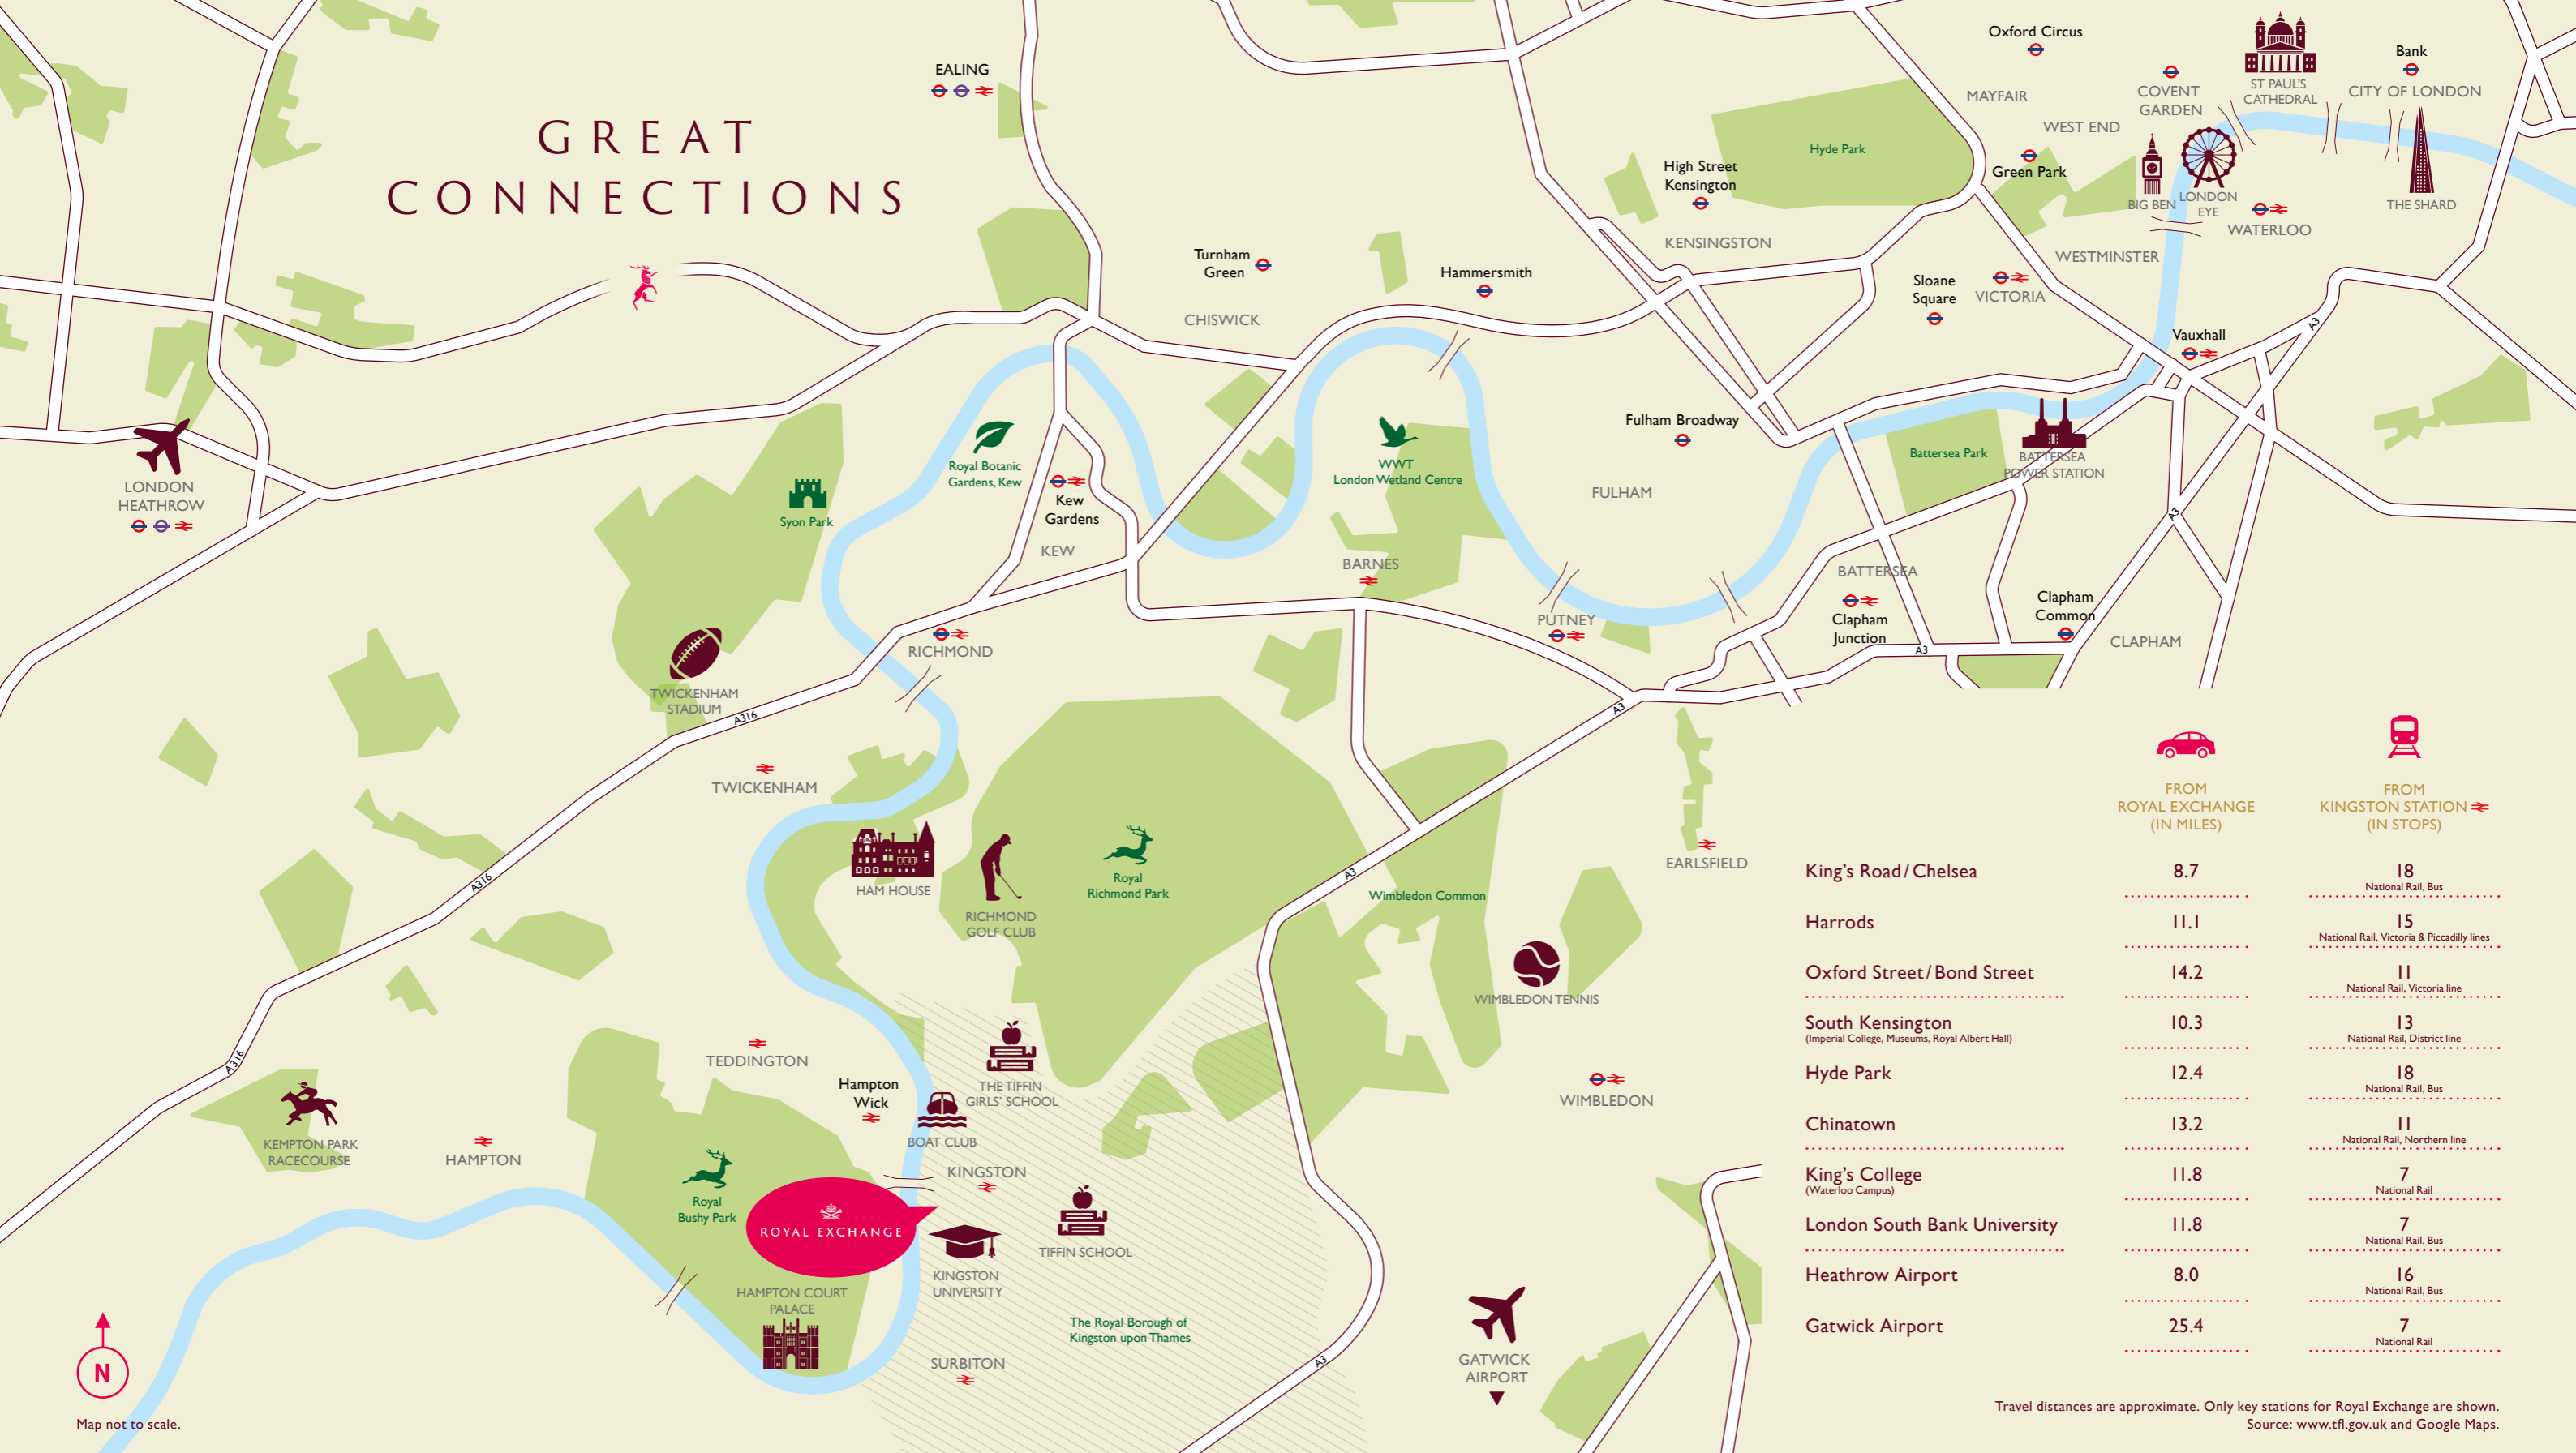 GREAT
CONNECTIONS
EALING
Oxford Circus
MAYFAIR
WEST END
COVENT
GARDEN
ST PAUL'S
CATHEDRAL
Bank
CITY OF LONDON
Hyde Park
High Street
Kensington
KENSINGTON
Green Park
BIG BEN
LONDON
EYE
WATERLOO
THE SHARD
WESTMINSTER
Turnham
Green
CHISWICK
Hammersmith
Sloane
Square
VICTORIA
Vauxhall
A3
LONDON
HEATHROW
Syon Park
Royal Botanic
Gardens, Kew
Kew
Gardens
KEW
WWT
London Wetland Centre
Fulham Broadway
FULHAM
Battersea Park
BATTERSEA
POWER STATION
A3
BARNES
PUTNEY
BATTERSEA
Clapham
Junction
Clapham
Common
CLAPHAM
A3
RICHMOND
TWICKENHAM
STADIUM
A316
A3
TWICKENHAM
HAM HOUSE
RICHMOND
GOLF CLUB
Royal
Richmond Park
A3
Wimbledon Common
EARLSFIELD
A316
WIMBLEDON TENNIS
A316
TEDDINGTON
Hampton
Wick
THE TIFFIN
GIRLS' SCHOOL
BOAT CLUB
WIMBLEDON
KEMPTON PARK
RACECOURSE
HAMPTON
KINGSTON
Royal
Bushy Park
ROYAL EXCHANGE
TIFFIN SCHOOL
KINGSTON
UNIVERSITY
HAMPTON COURT
PALACE
The Royal Borough of
Kingston upon Thames
SURBITON
A3
GATWICK
AIRPORT
N
Map not to scale.
FROM
ROYAL EXCHANGE
(IN MILES)
FROM
KINGSTON STATION
(IN STOPS)
King's Road / Chelsea 8.7 18
National Rail, Bus
Harrods 11.1 15
National Rail, Victoria & Piccadilly lines
Oxford Street / Bond Street 14.2 11
National Rail, Victoria line
South Kensington 10.3 13
(Imperial College, Museums, Royal Albert Hall) National Rail, District line
Hyde Park 12.4 18
National Rail, Bus
Chinatown 13.2 11
National Rail, Northern line
King's College 11.8 7
(Waterloo Campus) National Rail
London South Bank University 11.8 7
National Rail, Bus
Heathrow Airport 8.0 16
National Rail, Bus
Gatwick Airport 25.4 7
National Rail
Travel distances are approximate. Only key stations for Royal Exchange are shown.
Source: www.tfl.gov.uk and Google Maps.